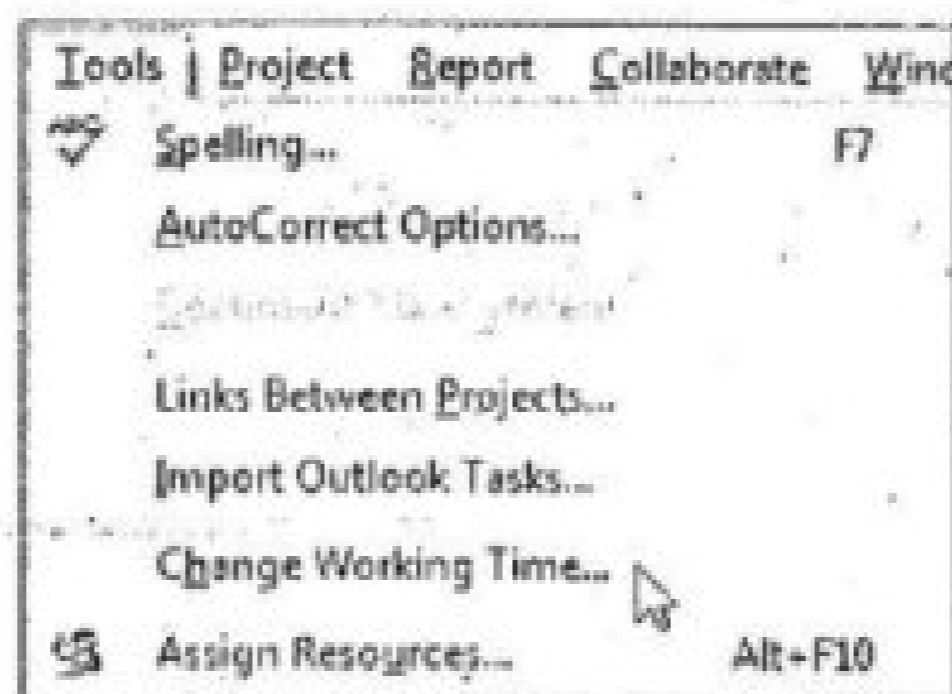 Tools Project Report Collaborate Wind
Spelling... F7
AutoCorrect Options...
Links Between Projects...
Import Outlook Tasks...
Change Working Time...
Assign Resources... Alt+F10